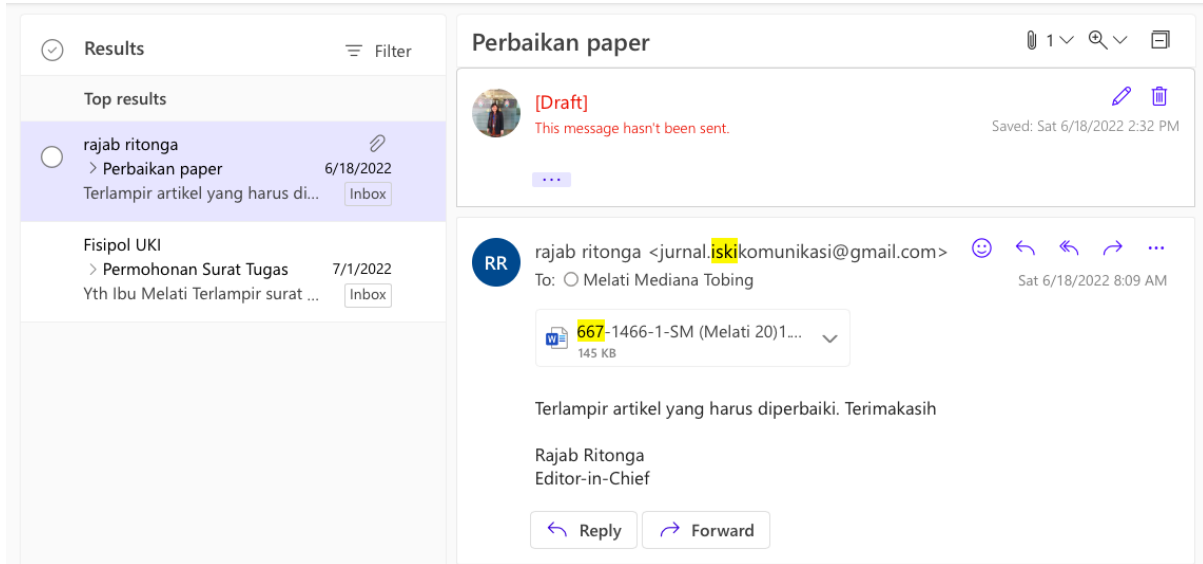 Results
Filter
Top results
rajab ritonga
> Perbaikan paper 6/18/2022
Terlampir artikel yang harus di... Inbox
Fisipol UKI
> Permohonan Surat Tugas 7/1/2022
Yth Ibu Melati Terlampir surat ... Inbox
Perbaikan paper
1
[Draft]
This message hasn't been sent.
Saved: Sat 6/18/2022 2:32 PM
...
RR
rajab ritonga <jurnal.iskikomunikasi@gmail.com>
To: Melati Mediana Tobing
Sat 6/18/2022 8:09 AM
667-1466-1-SM (Melati 20)1....
145 KB
Terlampir artikel yang harus diperbaiki. Terimakasih
Rajab Ritonga
Editor-in-Chief
Reply
Forward